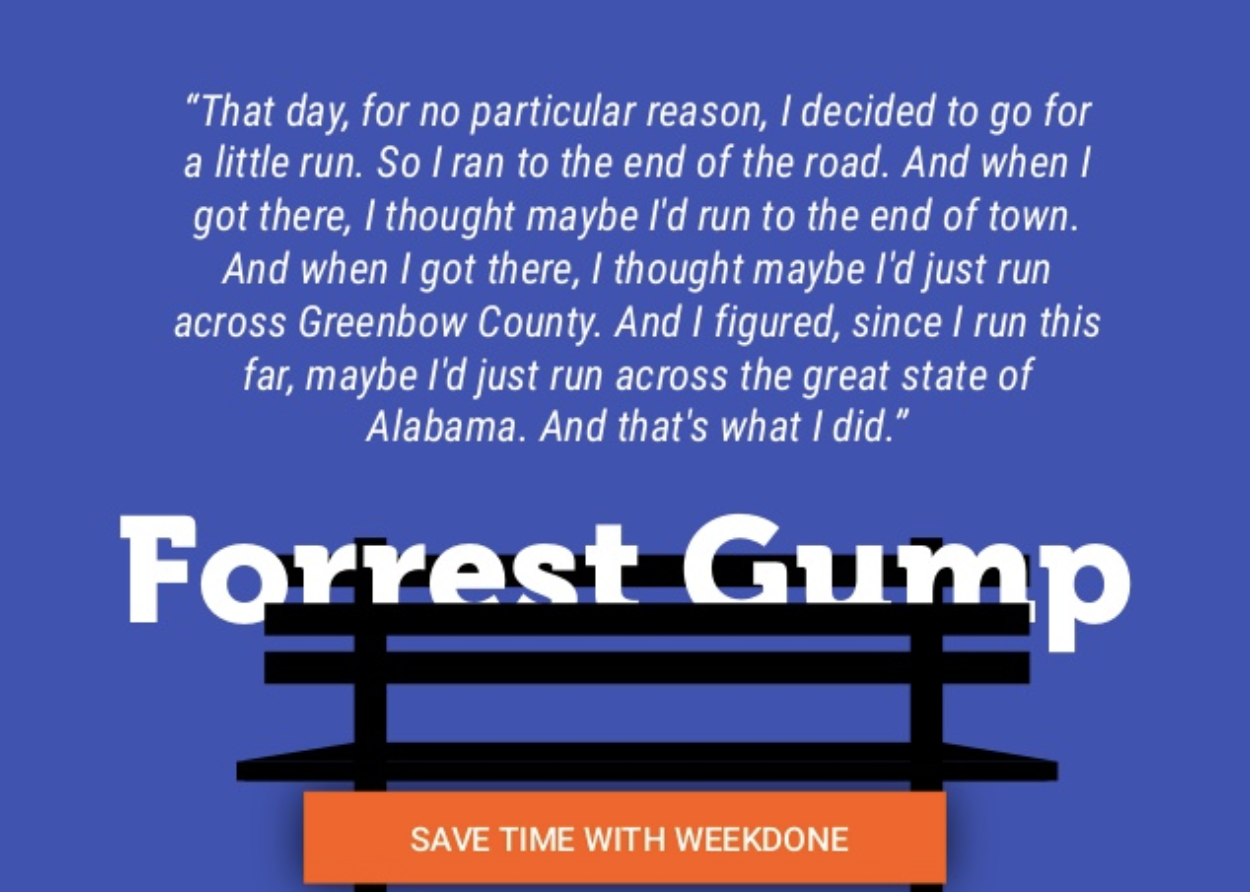 “That day, for no particular reason, I decided to go for
a little run. So I ran to the end of the road. And when I
got there, I thought maybe I'd run to the end of town.
And when I got there, I thought maybe I'd just run
across Greenbow County. And I figured, since I run this
far, maybe I'd just run across the great state of
Alabama. And that's what I did.”
Forrest Gump
SAVE TIME WITH WEEKDONE